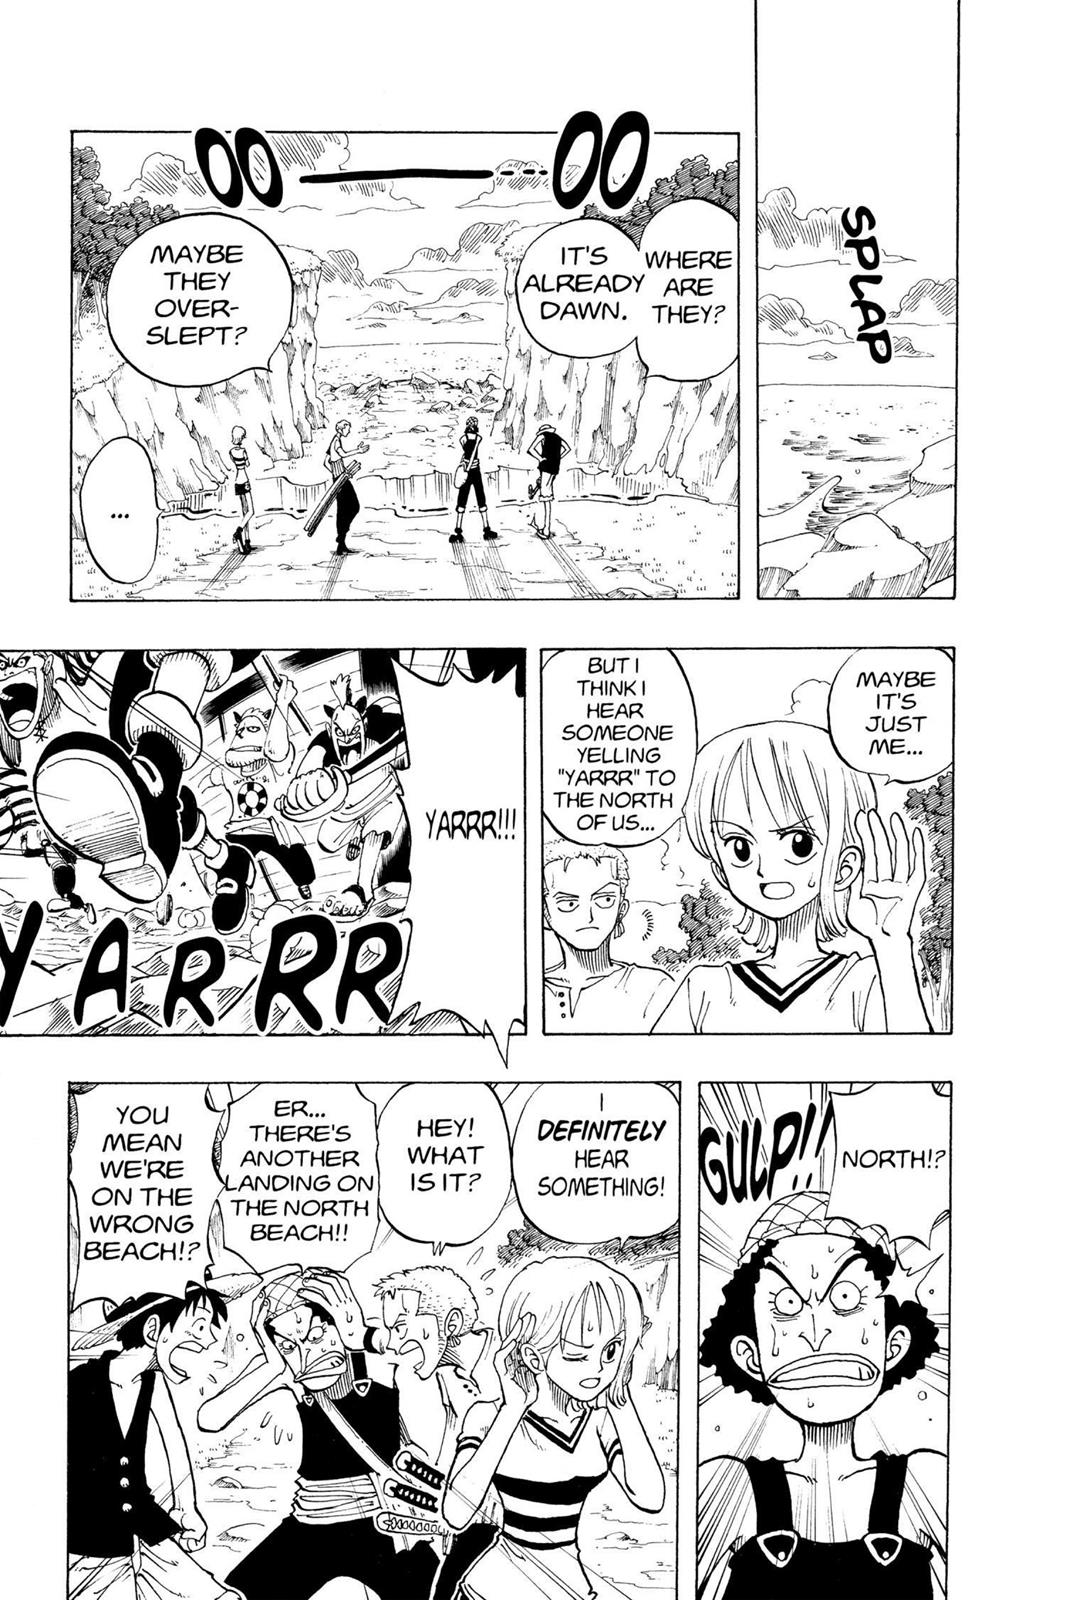 SPLAP
OO — OO
WHERE
ARE
THEY?
IT'S
ALREADY
DAWN.
MAYBE
THEY
OVER-
SLEPT?
...
MAYBE
IT'S
JUST
ME...
BUT I
THINK I
HEAR
SOMEONE
YELLING
"YARRR" TO
THE NORTH
OF US...
YARRR!!!
YARRRR
NORTH!?
GULP!!
I
DEFINITELY
HEAR
SOMETHING!
HEY!
WHAT
IS IT?
ER...
THERE'S
ANOTHER
LANDING ON
THE NORTH
BEACH!!
YOU
MEAN
WE'RE
ON THE
WRONG
BEACH!?